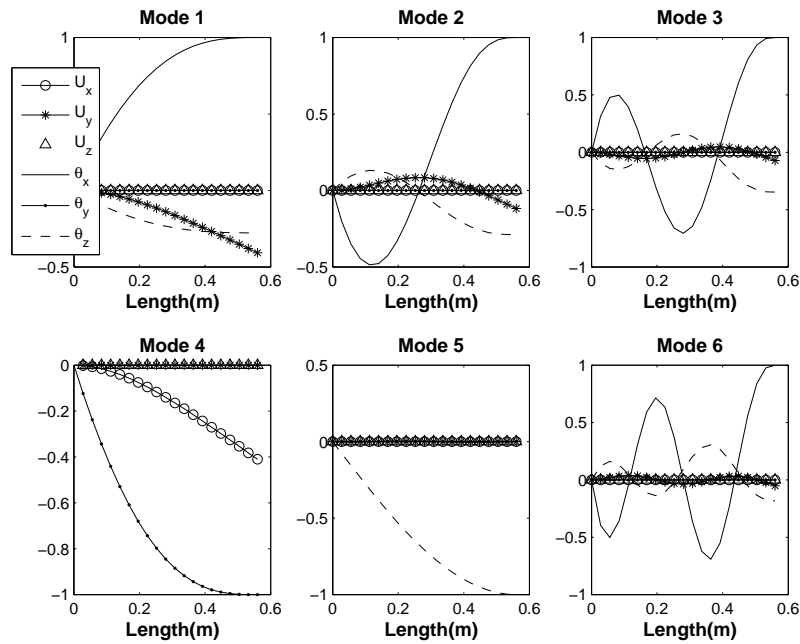 Mode 1
Mode 2
Mode 3
1
1
1
U_x
U_y
U_z
θ_x
θ_y
θ_z
0.5
0.5
0
0
-0.5
-0.5
-0.5
-1
0.2 0.4 0.6
0 0.2 0.4 0.6
0 0.2 0.4 0.6
Length(m)
Length(m)
Length(m)
Mode 4
Mode 5
Mode 6
0
-0.2
-0.4
-0.6
-0.8
-1
0.5
0
-0.5
-1
1
0.5
0
-0.5
-1
0 0.2 0.4 0.6
0 0.2 0.4 0.6
0 0.2 0.4 0.6
Length(m)
Length(m)
Length(m)